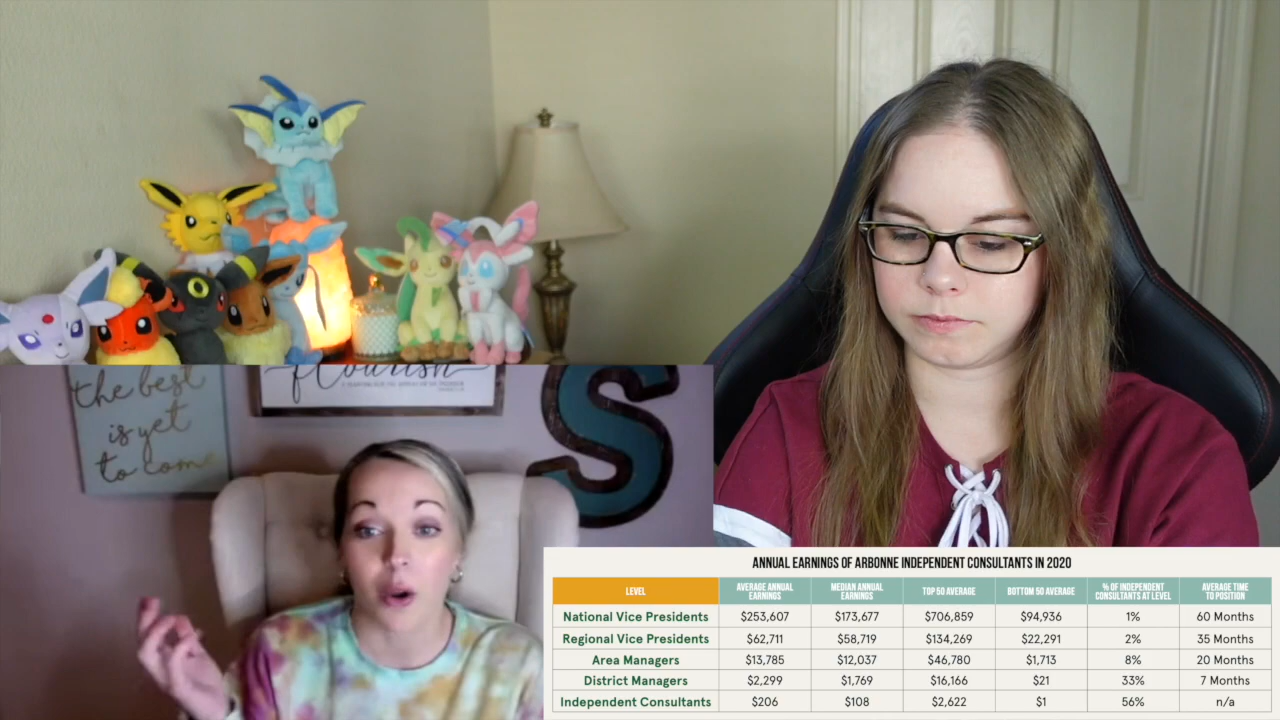 the best
is yet
to come
flourish
S
ANNUAL EARNINGS OF ARBONNE INDEPENDENT CONSULTANTS IN 2020
LEVEL AVERAGE ANNUAL EARNINGS MEDIAN ANNUAL EARNINGS TOP 50 AVERAGE BOTTOM 50 AVERAGE % OF INDEPENDENT CONSULTANTS AT LEVEL AVERAGE TIME TO POSITION
National Vice Presidents $253,607 $173,677 $706,859 $94,936 1% 60 Months
Regional Vice Presidents $62,711 $58,719 $134,269 $22,291 2% 35 Months
Area Managers $13,785 $12,037 $46,780 $1,713 8% 20 Months
District Managers $2,299 $1,769 $16,166 $21 33% 7 Months
Independent Consultants $206 $108 $2,622 $1 56% n/a